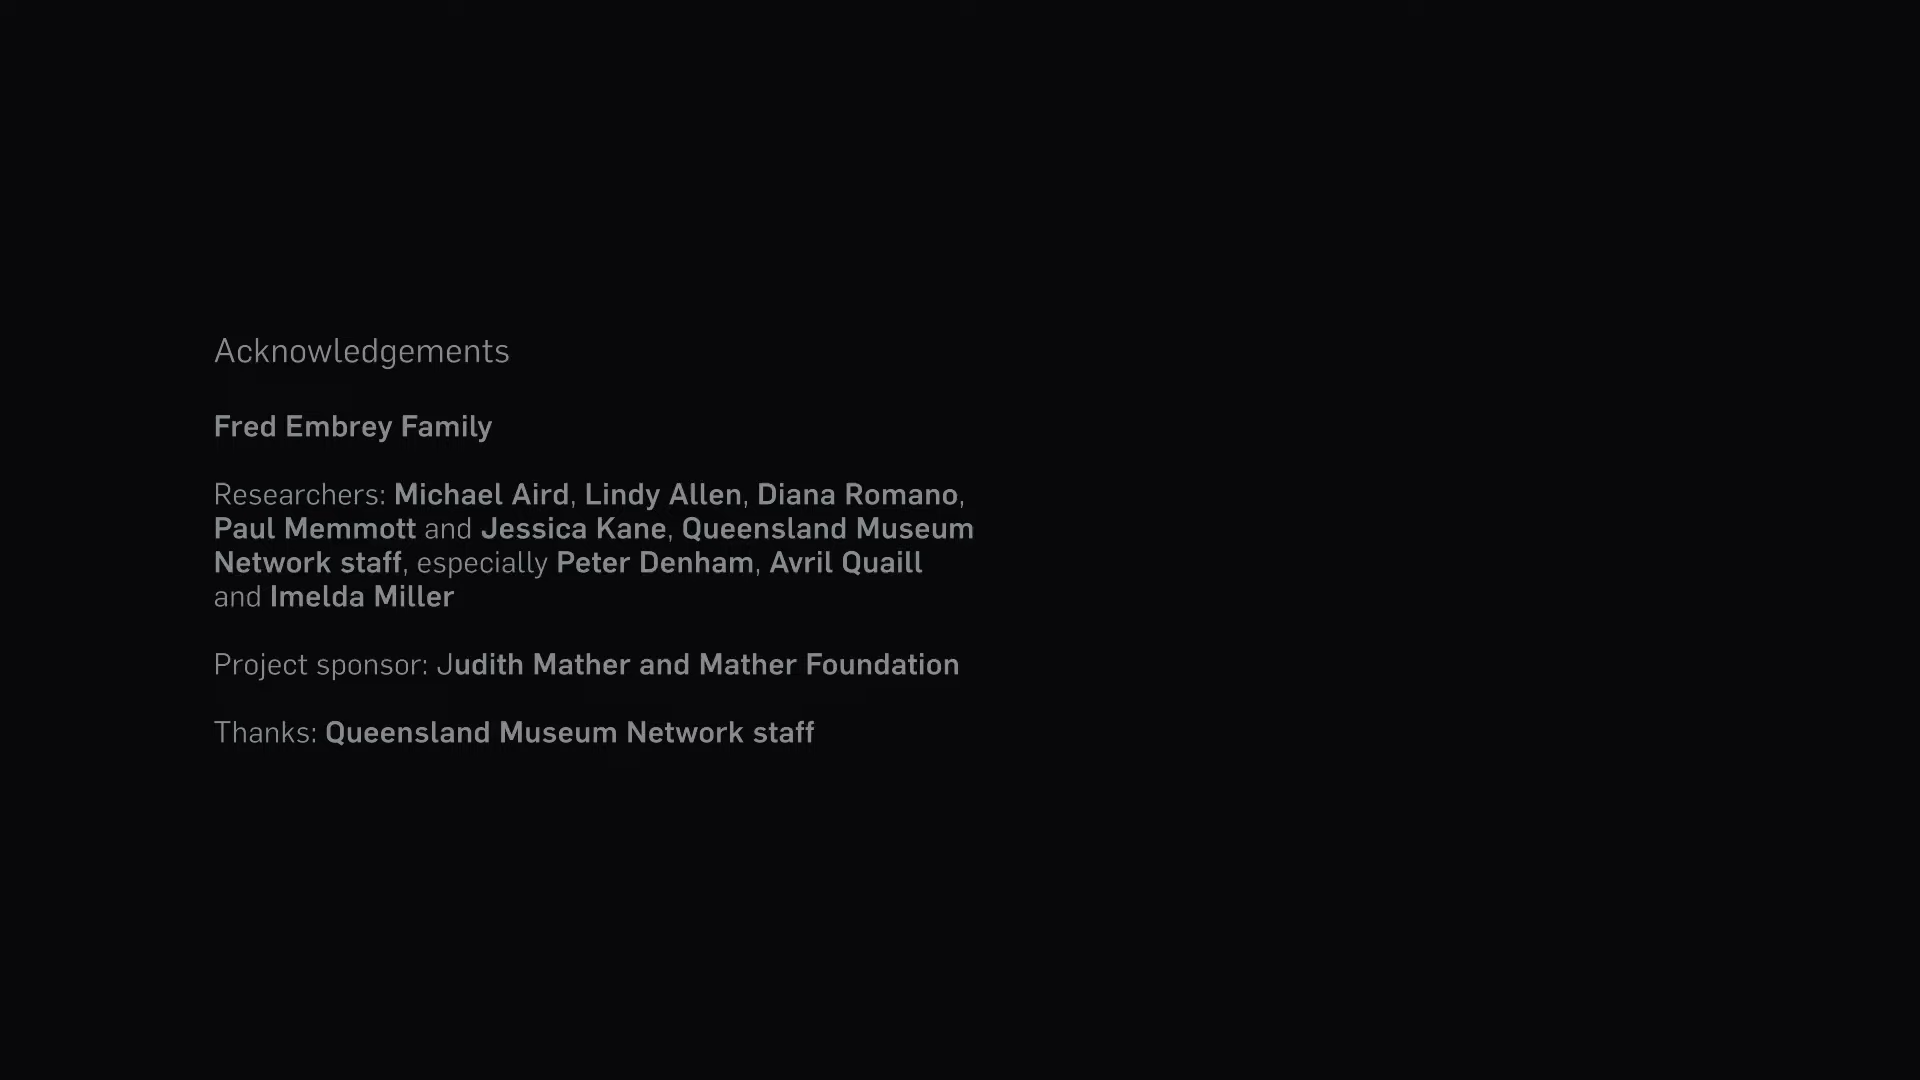 Acknowledgements
Fred Embrey Family
Researchers: Michael Aird, Lindy Allen, Diana Romano,
Paul Memmott and Jessica Kane, Queensland Museum
Network staff, especially Peter Denham, Avril Quaill
and Imelda Miller
Project sponsor: Judith Mather and Mather Foundation
Thanks: Queensland Museum Network staff